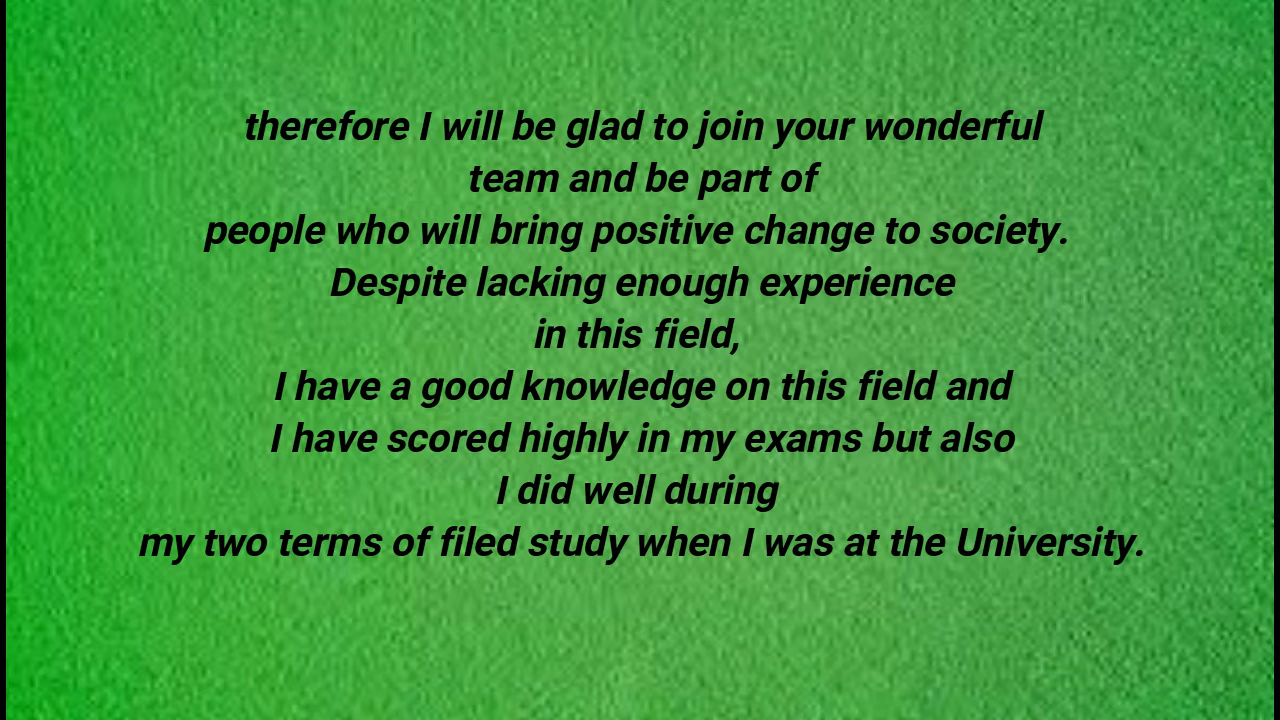 therefore I will be glad to join your wonderful
team and be part of
people who will bring positive change to society.
Despite lacking enough experience
in this field,
I have a good knowledge on this field and
I have scored highly in my exams but also
I did well during
my two terms of filed study when I was at the University.